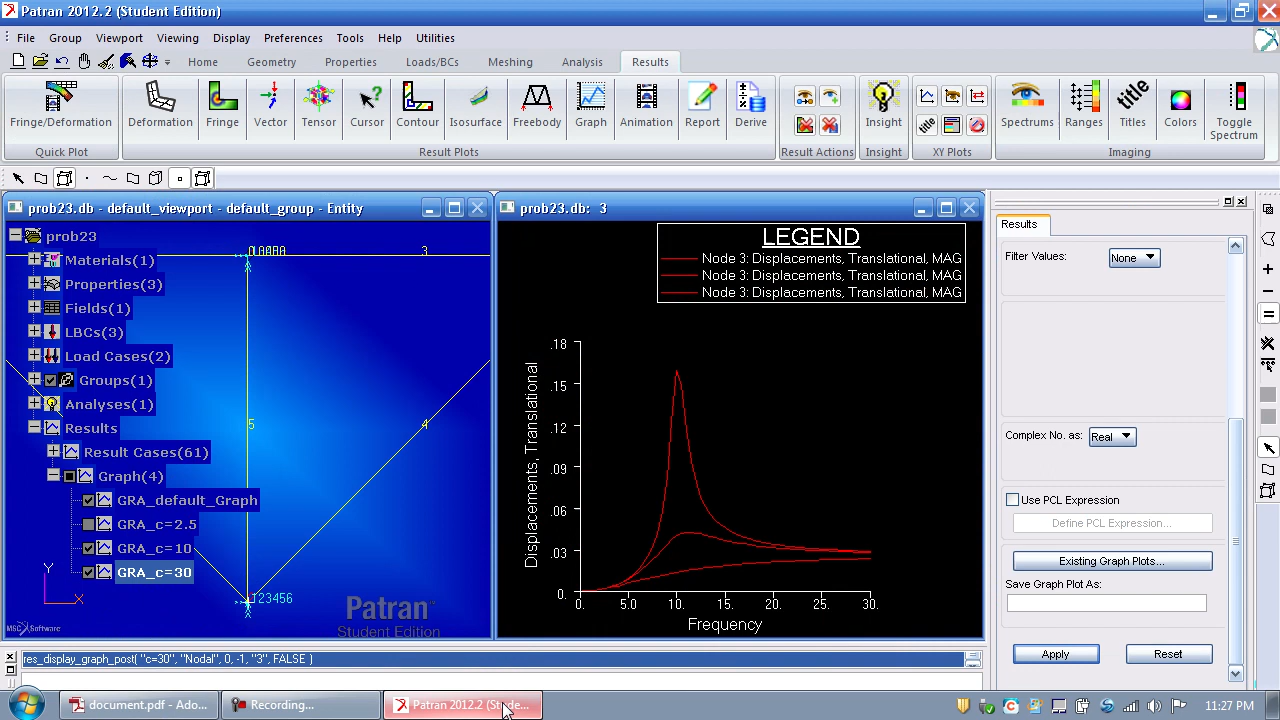 Patran 2012.2 (Student Edition)
File Group Viewport Viewing Display Preferences Tools Help Utilities
Home Geometry Properties Loads/BCs Meshing Analysis Results
Fringe/Deformation Deformation Fringe Vector Tensor Cursor Contour Isosurface Freebody Graph Animation Report Derive Insight Spectrums Ranges Titles Colors Toggle Spectrum
Quick Plot Result Plots Result Actions Insight XY Plots Imaging
prob23.db - default_viewport - default_group - Entity
prob23
Materials(1)
Properties(3)
Fields(1)
LBCs(3)
Load Cases(2)
Groups(1)
Analyses(1)
Results
Result Cases(61)
Graph(4)
GRA_default_Graph
GRA_c=2.5
GRA_c=10
GRA_c=30
3
5
4
123456
Y
X
MSC Software
Patran
Student Edition
prob23.db: 3
LEGEND
Node 3: Displacements, Translational, MAG
Node 3: Displacements, Translational, MAG
Node 3: Displacements, Translational, MAG
Displacements, Translational
.18
.15
.12
.09
.06
.03
0.
0. 5.0 10. 15. 20. 25. 30.
Frequency
Results
Filter Values: None
Complex No. as: Real
Use PCL Expression
Define PCL Expression...
Existing Graph Plots...
Save Graph Plot As:
Apply Reset
res_display_graph_post( "c=30", "Nodal", 0, -1, "3", FALSE )
document.pdf - Ado... Recording... Patran 2012.2 (Stude... 11:27 PM